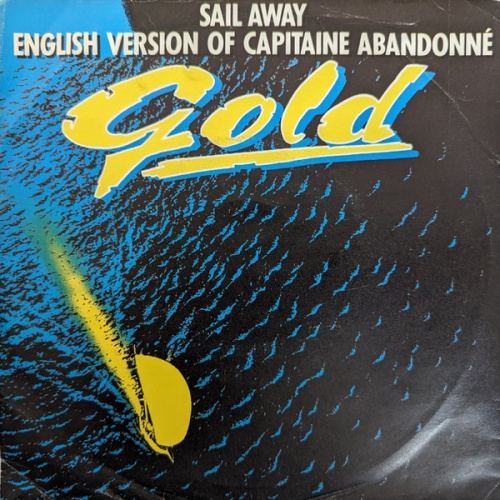 SAIL AWAY
ENGLISH VERSION OF CAPITAINE ABANDONNÉ
Gold